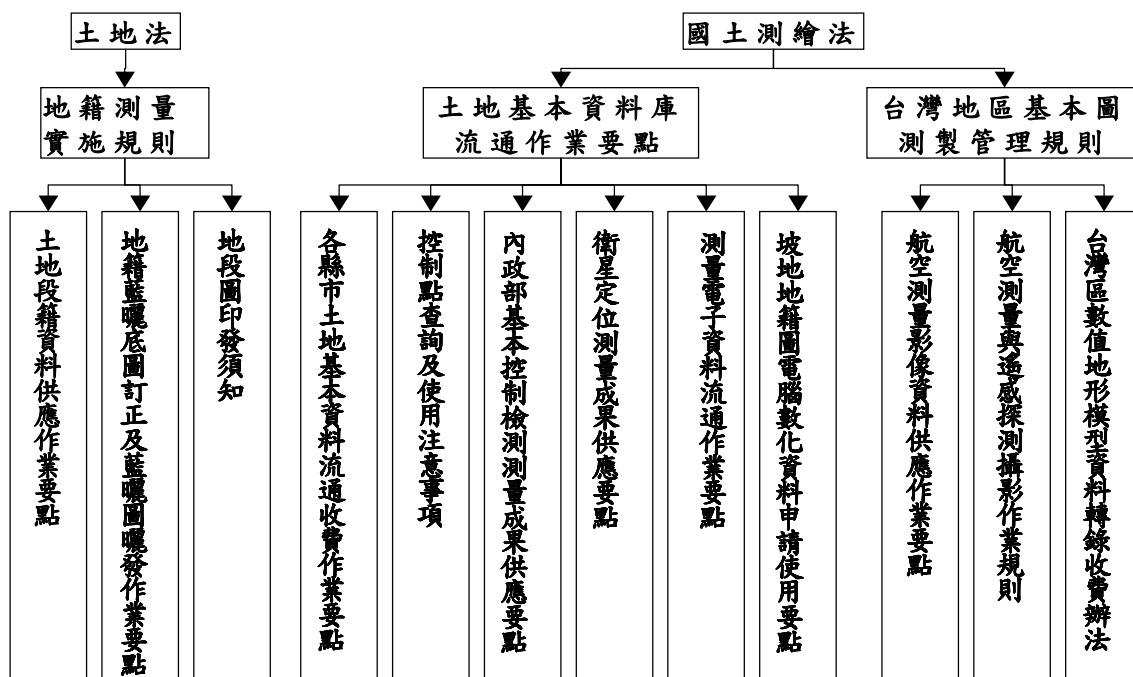 土地法
國土測繪法
地籍測量
實施規則
土地基本資料庫
流通作業要點
台灣地區基本圖
測製管理規則
土地段籍資料供應作業要點
地籍藍曬底圖訂正及藍曬圖曬發作業要點
地段圖印發須知
各縣市土地基本資料流通收費作業要點
控制點查詢及使用注意事項
內政部基本控制檢測測量成果供應要點
衛星定位測量成果供應要點
測量電子資料流通作業要點
坡地地籍圖電腦數化資料申請使用要點
航空測量影像資料供應作業要點
航空測量與遙感探測攝影作業規則
台灣區數值地形模型資料轉錄收費辦法